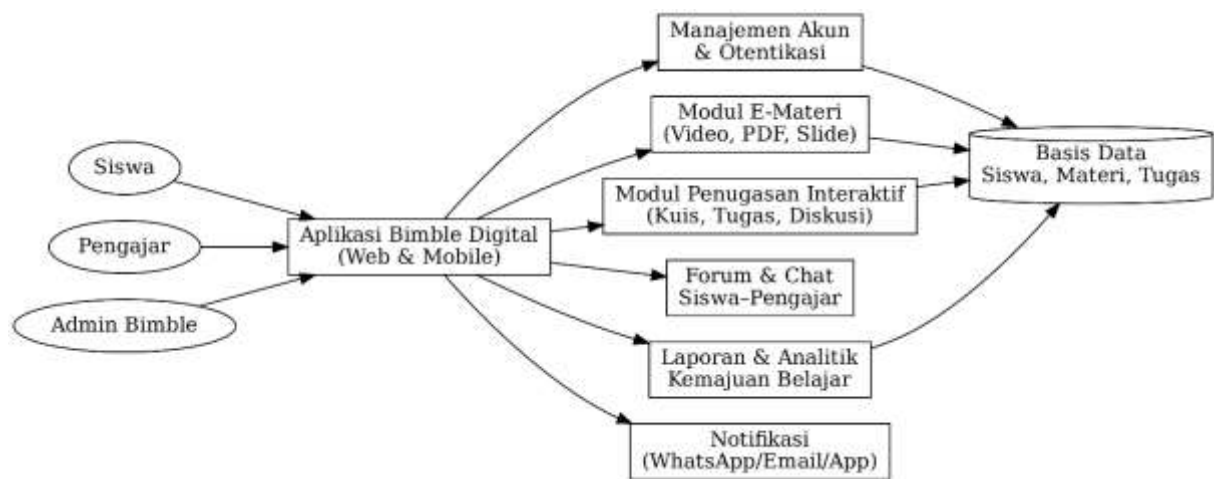 Siswa
Pengajar
Admin Bimble
Aplikasi Bimble Digital
(Web & Mobile)
Manajemen Akun
& Otentikasi
Modul E-Materi
(Video, PDF, Slide)
Modul Penugasan Interaktif
(Kuis, Tugas, Diskusi)
Forum & Chat
Siswa–Pengajar
Laporan & Analitik
Kemajuan Belajar
Notifikasi
(WhatsApp/Email/App)
Basis Data
Siswa, Materi, Tugas